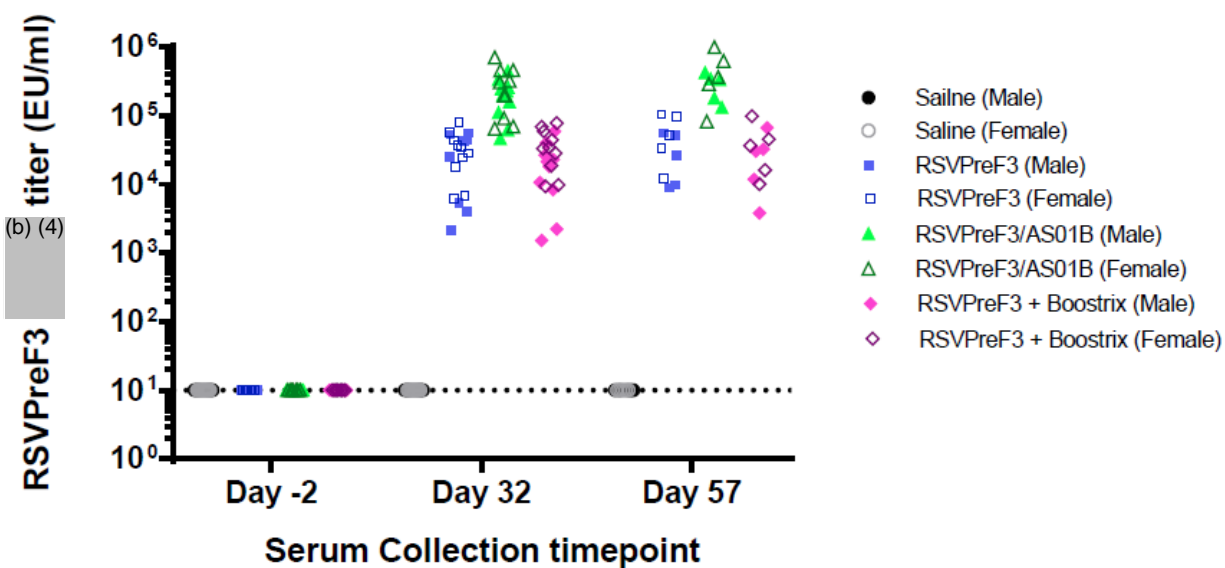 RSVPreF3 (b) (4) titer (EU/ml)
10⁶
10⁵
10⁴
10³
10²
10¹
10⁰
Day -2
Day 32
Day 57
Serum Collection timepoint
Sailne (Male)
Saline (Female)
RSVPreF3 (Male)
RSVPreF3 (Female)
RSVPreF3/AS01B (Male)
RSVPreF3/AS01B (Female)
RSVPreF3 + Boostrix (Male)
RSVPreF3 + Boostrix (Female)